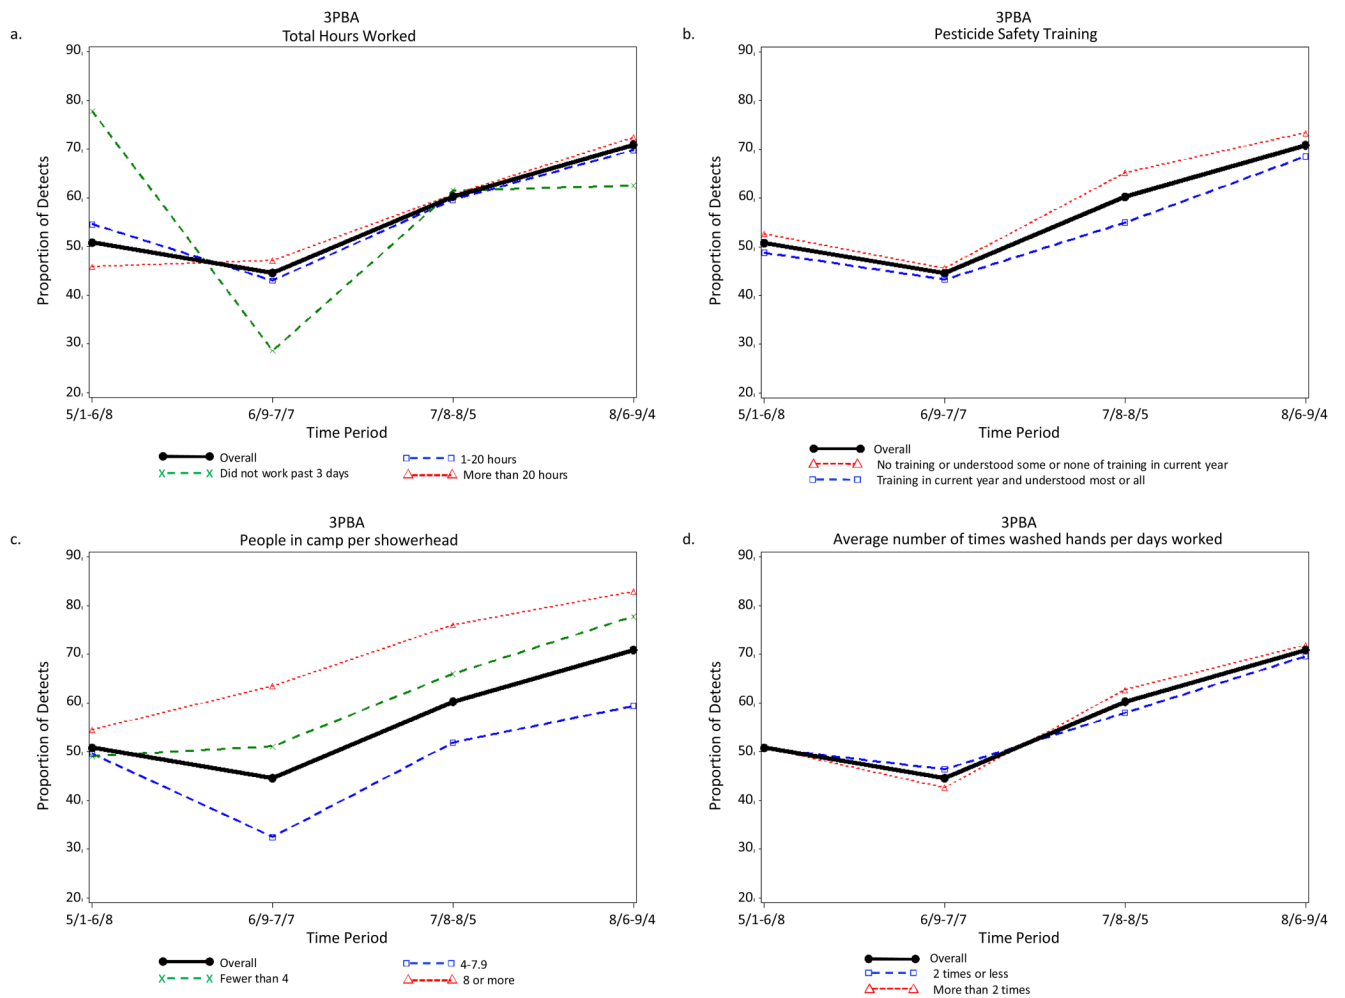 a.
3PBA
Total Hours Worked
90
80
70
60
50
40
30
20
Proportion of Detects
5/1-6/8 6/9-7/7 7/8-8/5 8/6-9/4
Time Period
Overall
1-20 hours
Did not work past 3 days
More than 20 hours
b.
3PBA
Pesticide Safety Training
90
80
70
60
50
40
30
20
Proportion of Detects
5/1-6/8 6/9-7/7 7/8-8/5 8/6-9/4
Time Period
Overall
No training or understood some or none of training in current year
Training in current year and understood most or all
c.
3PBA
People in camp per showerhead
90
80
70
60
50
40
30
20
Proportion of Detects
5/1-6/8 6/9-7/7 7/8-8/5 8/6-9/4
Time Period
Overall
4-7.9
Fewer than 4
8 or more
d.
3PBA
Average number of times washed hands per days worked
90
80
70
60
50
40
30
20
Proportion of Detects
5/1-6/8 6/9-7/7 7/8-8/5 8/6-9/4
Time Period
Overall
2 times or less
More than 2 times